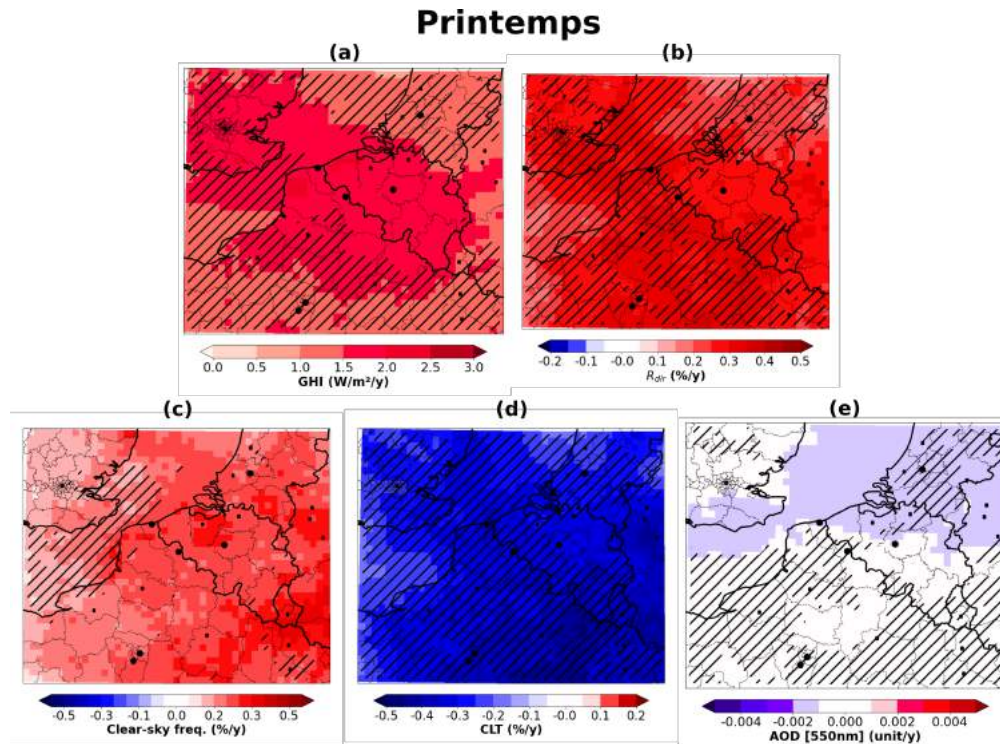 Printemps
(a)
(b)
0.0 0.5 1.0 1.5 2.0 2.5 3.0
GHI (W/m²/y)
-0.2 -0.1 0.0 0.1 0.2 0.3 0.4 0.5
R_dir (%/y)
(c)
(d)
(e)
-0.5 -0.3 -0.1 0.0 0.2 0.3 0.5
Clear-sky freq. (%/y)
-0.5 -0.4 -0.3 -0.2 -0.1 0.0 0.1 0.2
CLT (%/y)
-0.004 -0.002 0.000 0.002 0.004
AOD [550nm] (unit/y)